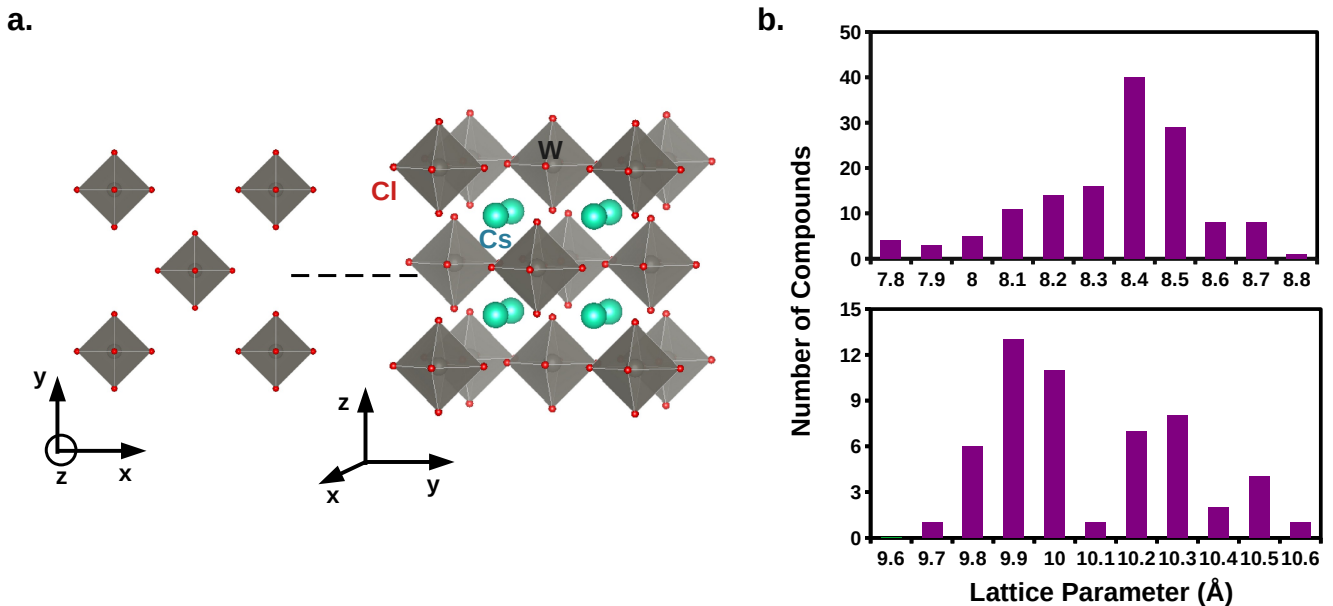 a.
W
Cl
Cs
y
z
x
z
x
y
b.
Number of Compounds
50
40
30
20
10
0
7.8 7.9 8 8.1 8.2 8.3 8.4 8.5 8.6 8.7 8.8
15
12
9
6
3
0
9.6 9.7 9.8 9.9 10 10.1 10.2 10.3 10.4 10.5 10.6
Lattice Parameter (Å)